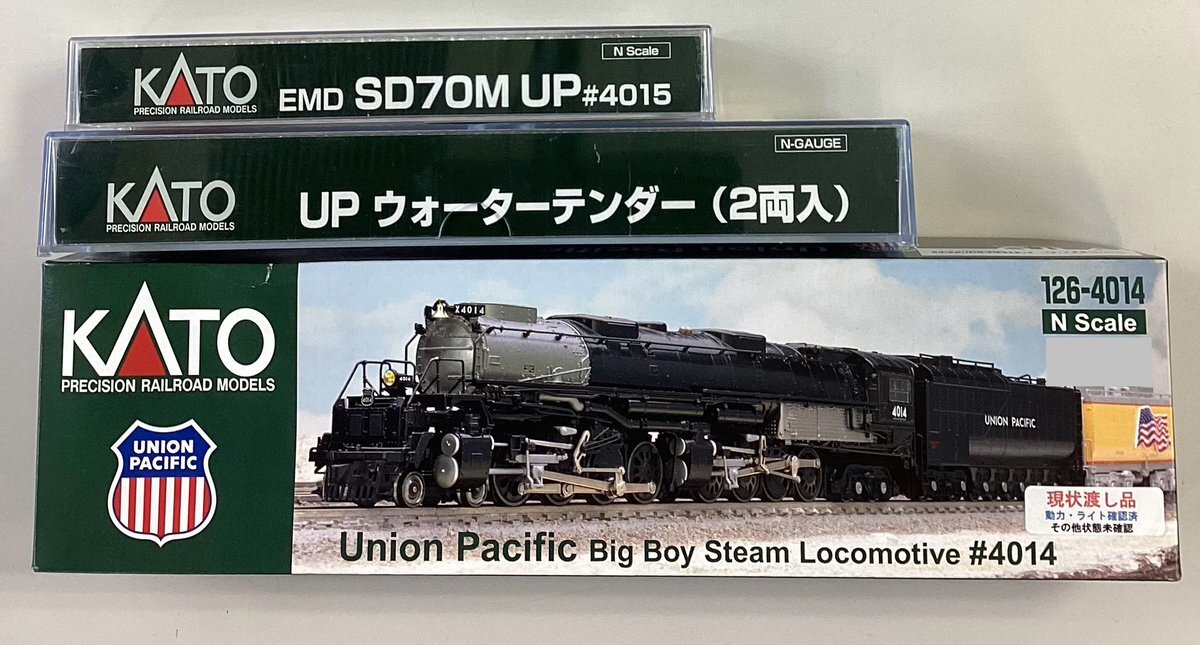 N Scale
KATO
PRECISION RAILROAD MODELS
EMD SD70M UP #4015
N-GAUGE
KATO
PRECISION RAILROAD MODELS
UP ウォーターテンダー（2両入）
KATO
PRECISION RAILROAD MODELS
UNION
PACIFIC
126-4014
N Scale
X4014
4014
4014
4014
UNION PACIFIC
現状渡し品
動力・ライト確認済
その他状態未確認
Union Pacific Big Boy Steam Locomotive #4014